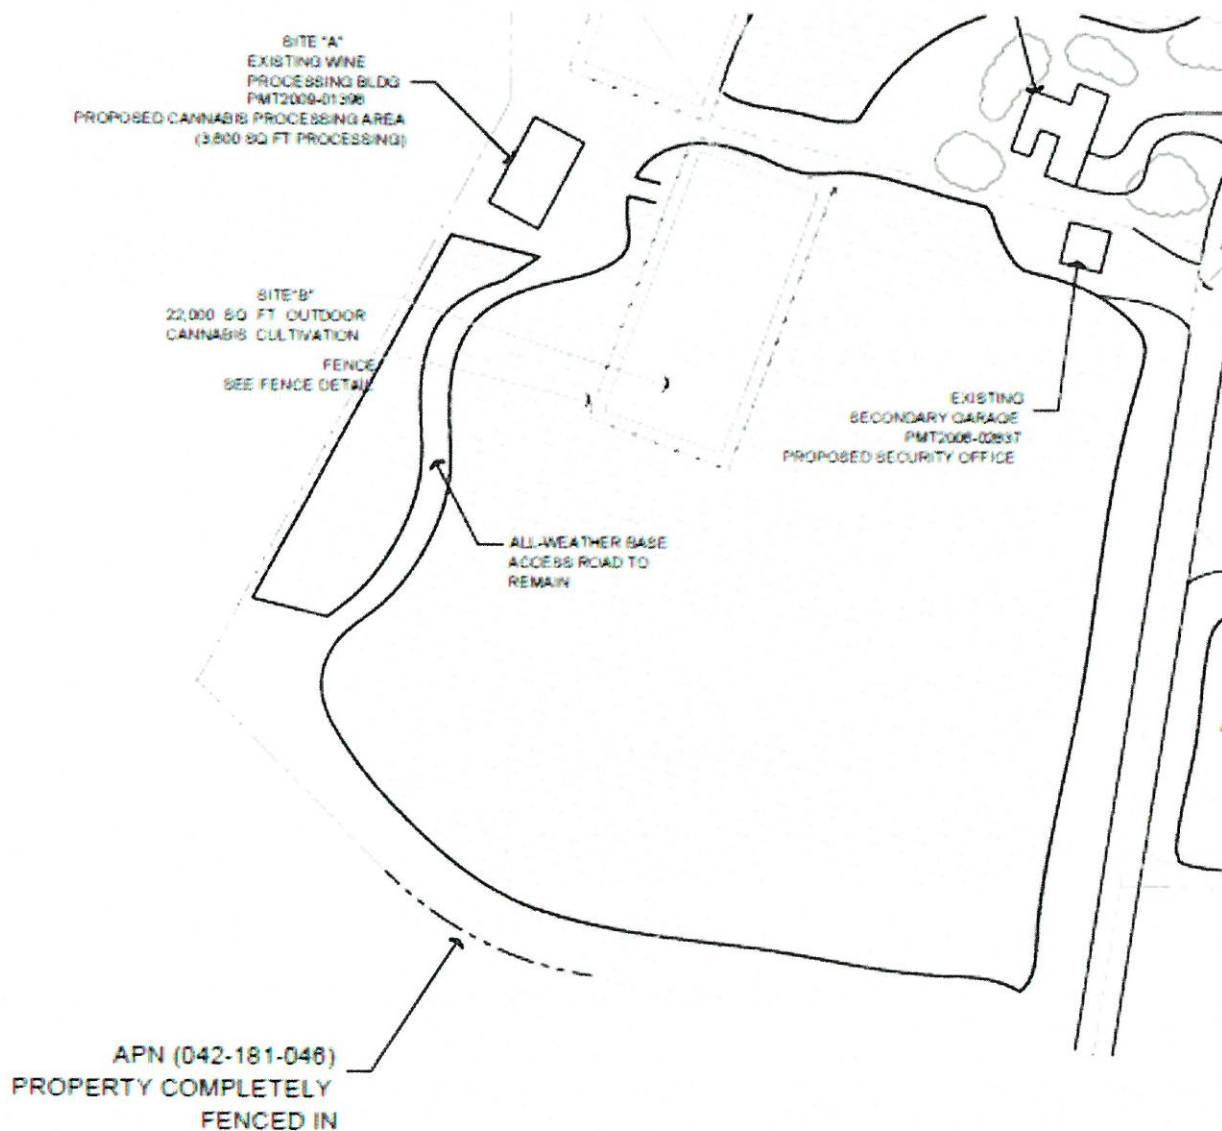 SITE "A"
EXISTING WINE
PROCESSING BLDG
PMT2009-01396
PROPOSED CANNABIS PROCESSING AREA
(3,600 SQ FT PROCESSING)
SITE"B"
22,000 SQ FT OUTDOOR
CANNABIS CULTIVATION
FENCE
SEE FENCE DETAIL
EXISTING
SECONDARY GARAGE
PMT2006-02837
PROPOSED SECURITY OFFICE
ALL-WEATHER BASE
ACCESS ROAD TO
REMAIN
APN (042-181-046)
PROPERTY COMPLETELY
FENCED IN